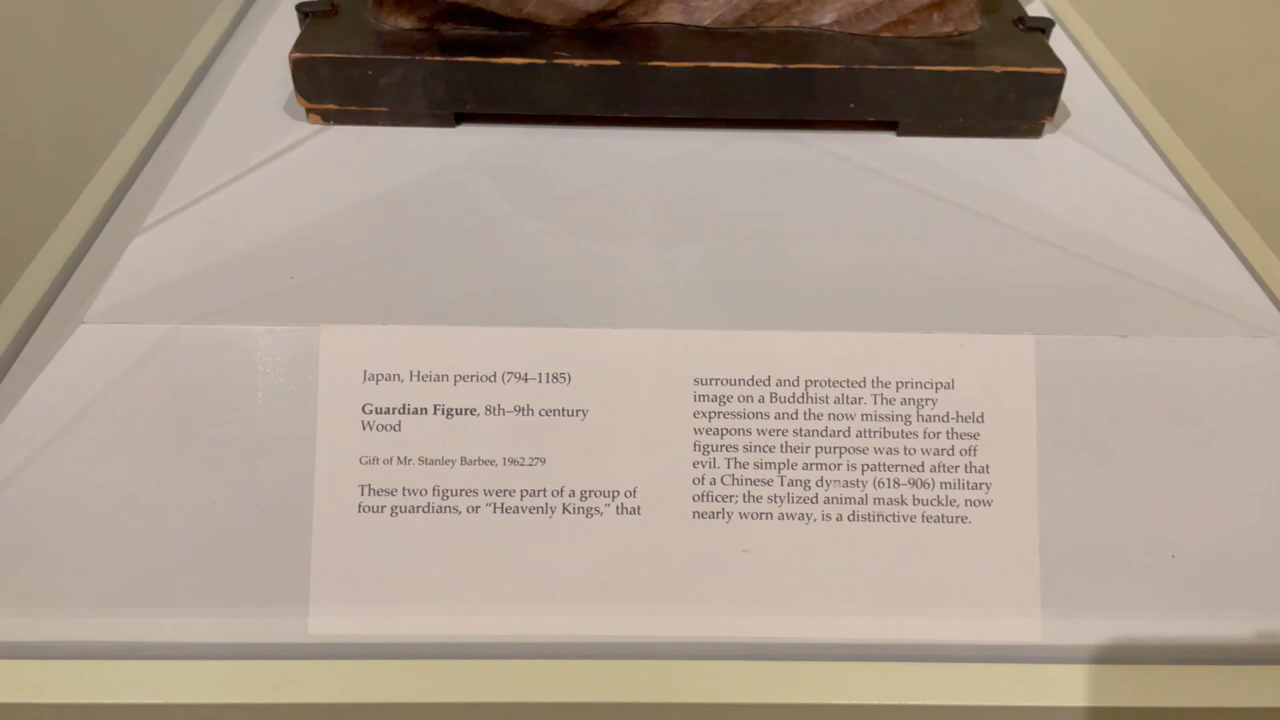 Japan, Heian period (794–1185)
Guardian Figure, 8th–9th century
Wood
Gift of Mr. Stanley Barbee, 1962.279
These two figures were part of a group of
four guardians, or “Heavenly Kings,” that
surrounded and protected the principal
image on a Buddhist altar. The angry
expressions and the now missing hand-held
weapons were standard attributes for these
figures since their purpose was to ward off
evil. The simple armor is patterned after that
of a Chinese Tang dynasty (618–906) military
officer; the stylized animal mask buckle, now
nearly worn away, is a distinctive feature.